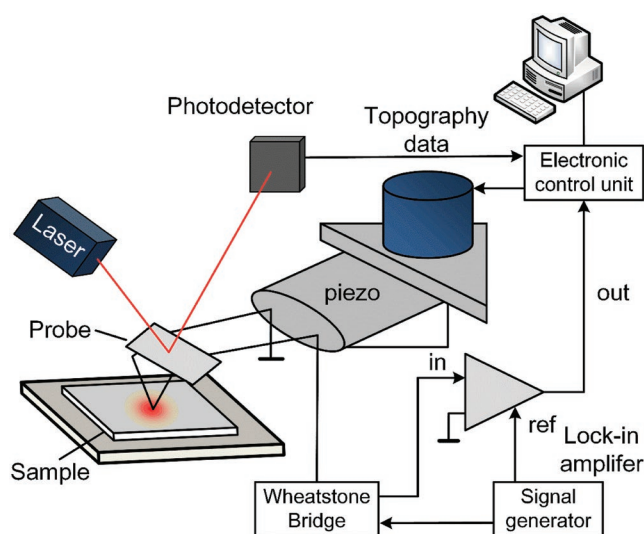 Photodetector
Topography
data
Electronic
control unit
Laser
piezo
out
Probe
in
ref
Lock-in
amplifer
Sample
Wheatstone
Bridge
Signal
generator